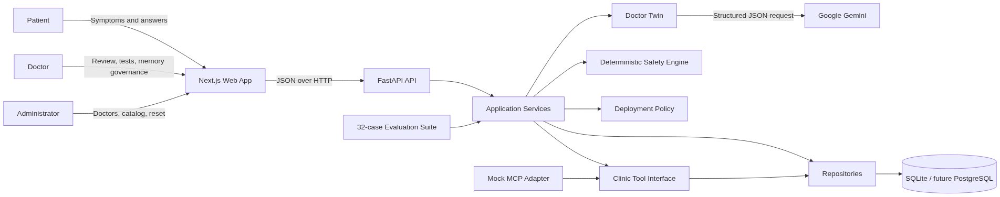 Patient
Symptoms and answers
Doctor
Review, tests, memory
governance
Administrator
Doctors, catalog, reset
Next.js Web App
JSON over HTTP
FastAPI API
32-case Evaluation Suite
Application Services
Doctor Twin
Structured JSON request
Google Gemini
Deterministic Safety Engine
Deployment Policy
Mock MCP Adapter
Clinic Tool Interface
Repositories
SQLite / future PostgreSQL